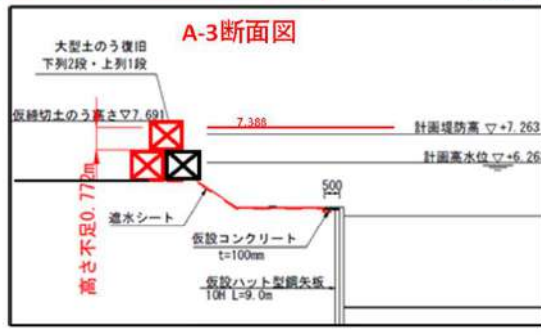 A-3断面図
大型土のう復旧
下列2段・上列1段
仮締切土のう高さ▽7.691
7.388
計画堤防高 ▽+7.263
計画高水位 ▽+6.263
高さ不足0.772m
500
遮水シート
仮設コンクリート
t=100mm
仮設ハット型鋼矢板
10H L=9.0m